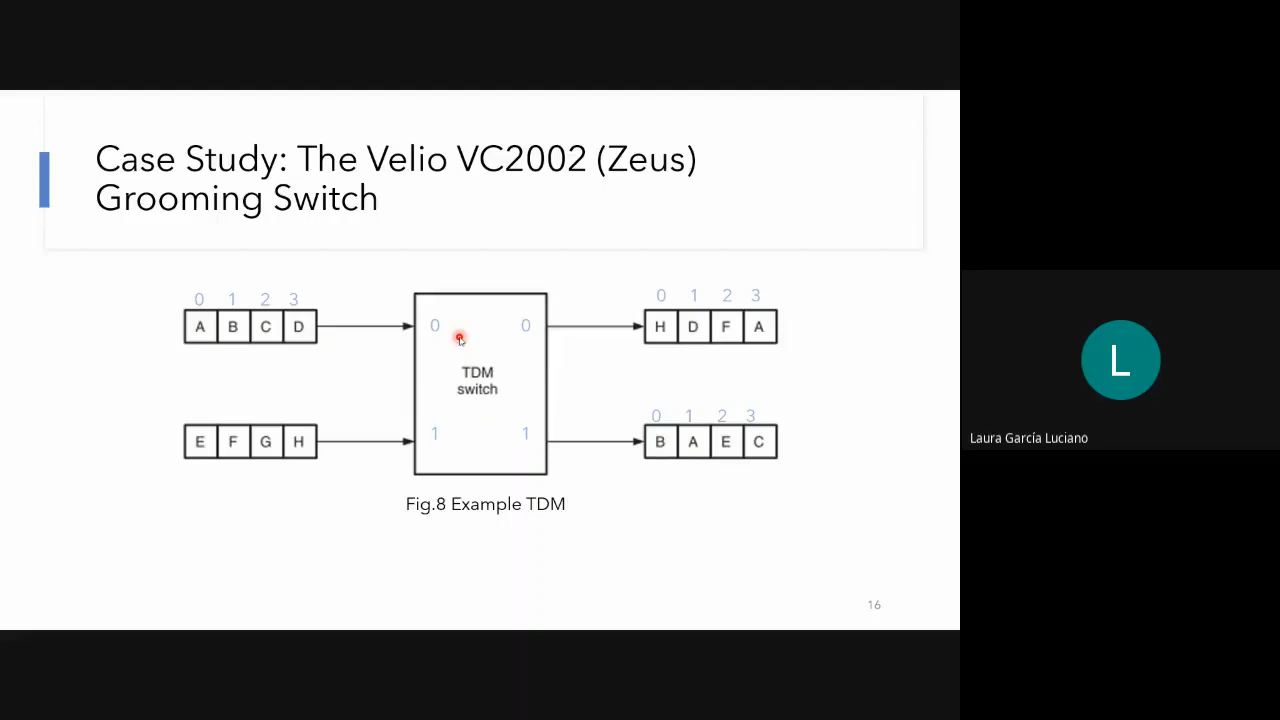 Case Study: The Velio VC2002 (Zeus)
Grooming Switch
0 1 2 3
A B C D
0 0
0 1 2 3
H D F A
TDM
switch
E F G H
1 1
0 1 2 3
B A E C
Fig.8 Example TDM
16
L
Laura García Luciano